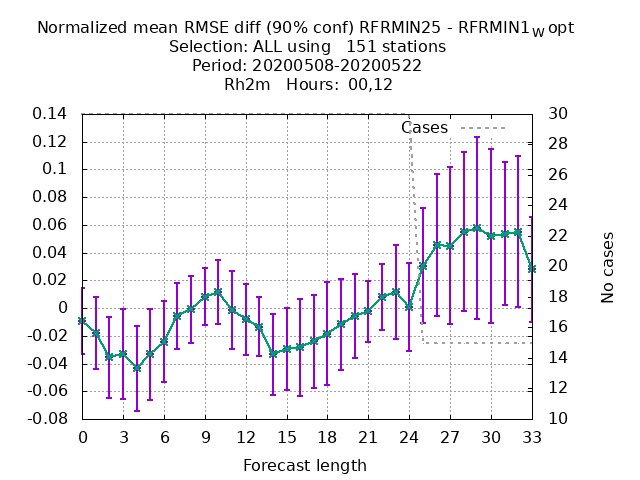 Normalized mean RMSE diff (90% conf) RFRMIN25 - RFRMIN1w opt
Selection: ALL using 151 stations
Period: 20200508-20200522
Rh2m Hours: 00,12
Cases
0.14
0.12
0.1
0.08
0.06
0.04
0.02
0
-0.02
-0.04
-0.06
-0.08
30
28
26
24
22
20
18
16
14
12
10
No cases
0 3 6 9 12 15 18 21 24 27 30 33
Forecast length